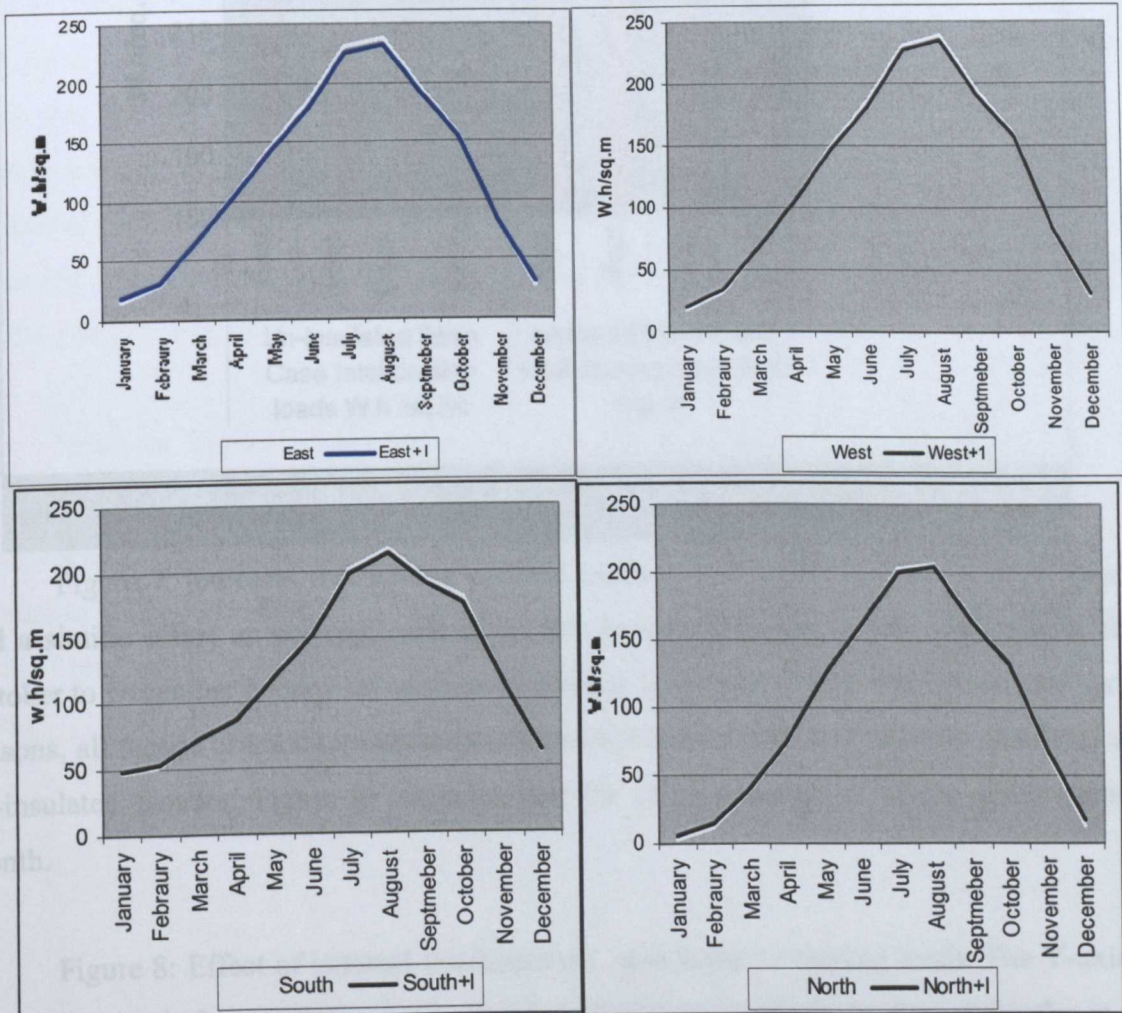 W.h/sq.m
250
200
150
100
50
0
January
Febraury
March
April
May
June
July
August
Septmeber
October
November
December
East East+I
W.h/sq.m
250
200
150
100
50
0
January
Febraury
March
April
May
June
July
August
Septmeber
October
November
December
West West+1
w.h/sq.m
250
200
150
100
50
0
January
Febraury
March
April
May
June
July
August
Septmeber
October
November
December
South South+I
W.h/sq.m
250
200
150
100
50
0
January
Febraury
March
April
May
June
July
August
Septmeber
October
November
December
North North+I
Figure 8: Effect of